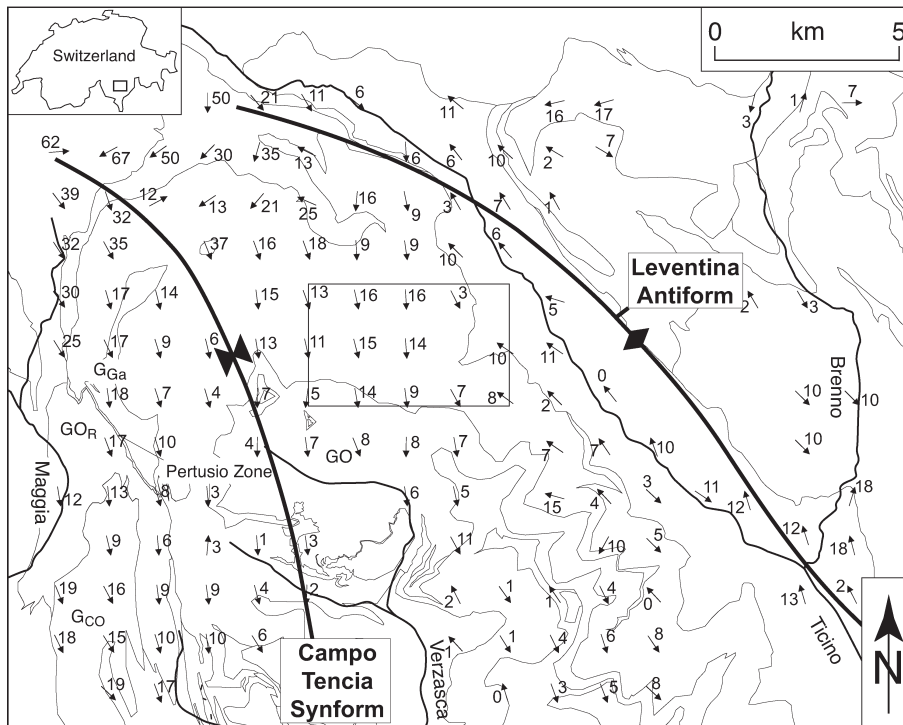 Switzerland
0 km 5
50 21 11 6 11 16 17 3 1 7
62 67 50 30 35 13 6 6 10 2 7
39 32 12 13 21 25 16 9 3 7 1
32 35 37 16 18 9 9 10 6
Leventina
Antiform
30 17 14 15 13 16 16 3 5 2 3
25 17 9 6 13 11 15 14 10 11
G Ga
18 7 4 7 5 14 9 7 8 2 0 10 10
Brenno
GO R
17 10 4 7 8 8 7 7 7 10 10
GO
Pertusio Zone
Maggia
12 13 8 3 6 5 15 4 3 11 12 18
9 6 3 1 3 11 10 5 12 18
19 16 9 9 4 2 2 1 1 4 0 13 2
G CO
18 15 10 10 6 1 1 4 6 8
Ticino
Campo
Tencia
Synform
Verzasca
19 17 0 3 5 8
N